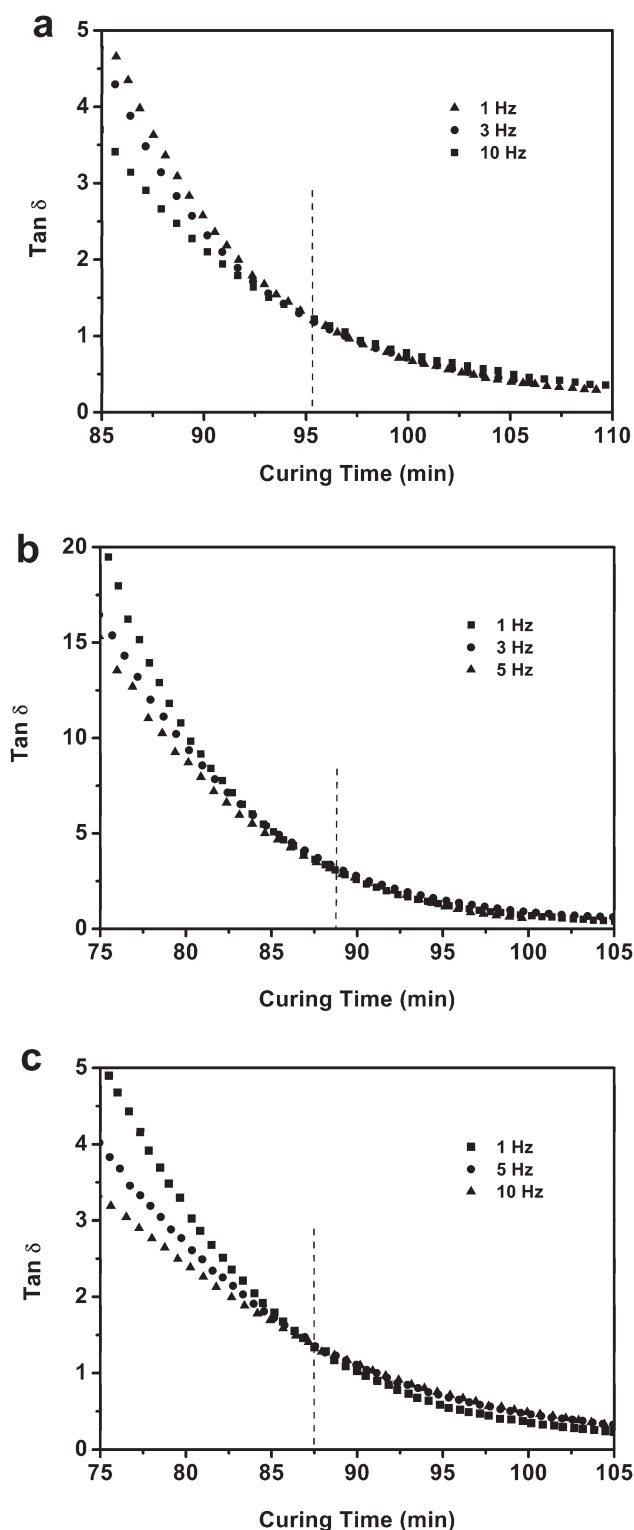 a
5
4
3
2
1
0
Tan δ
1 Hz
3 Hz
10 Hz
85 90 95 100 105 110
Curing Time (min)
b
20
15
10
5
0
Tan δ
1 Hz
3 Hz
5 Hz
75 80 85 90 95 100 105
Curing Time (min)
c
5
4
3
2
1
0
Tan δ
1 Hz
5 Hz
10 Hz
75 80 85 90 95 100 105
Curing Time (min)